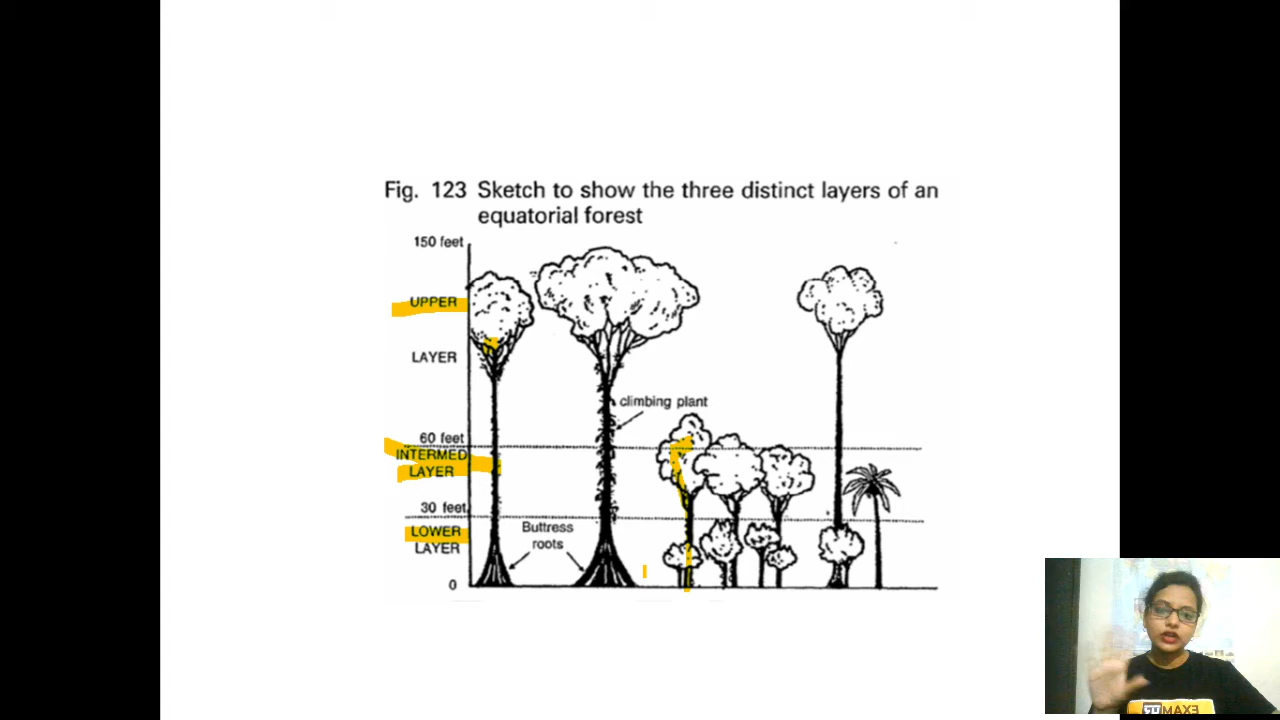 Fig. 123 Sketch to show the three distinct layers of an
equatorial forest
150 feet
UPPER
LAYER
climbing plant
60 feet
INTERMED
LAYER
30 feet
LOWER
LAYER
Buttress
roots
0
EXAM